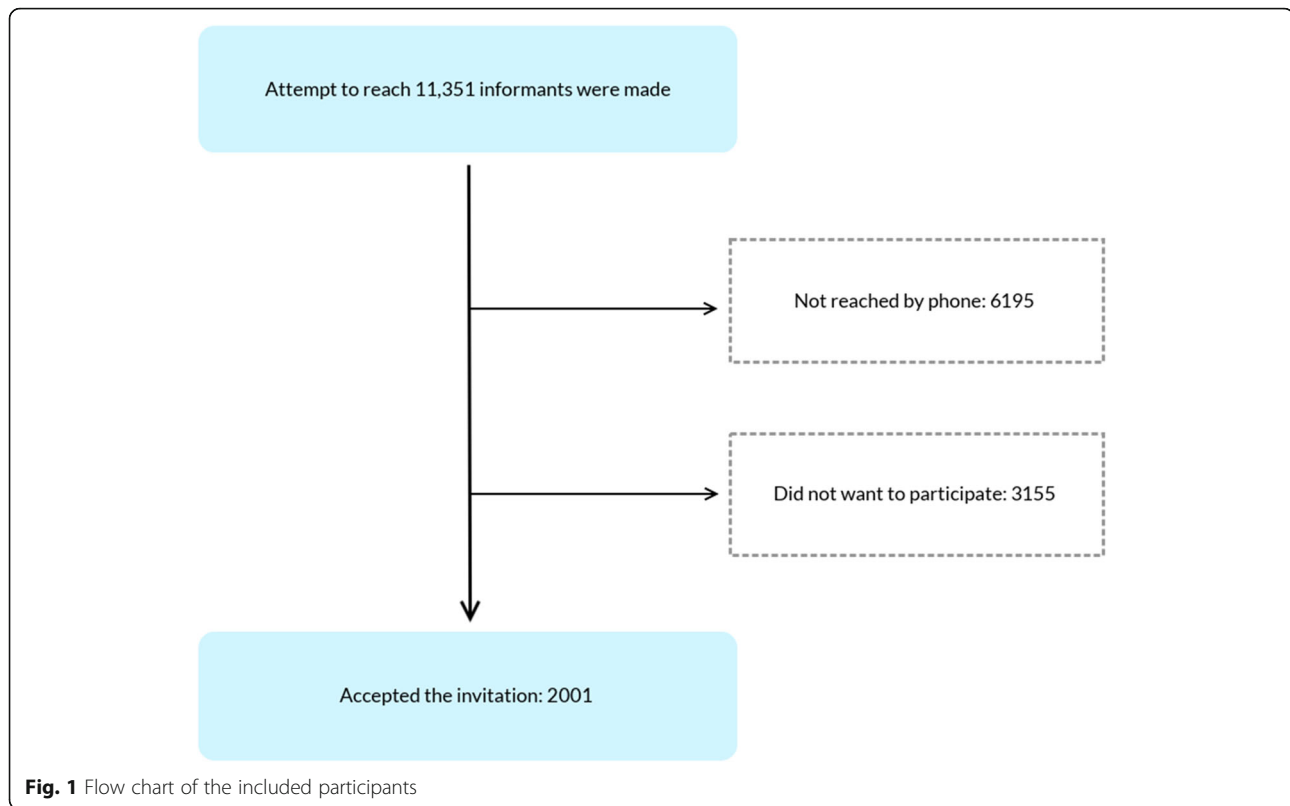 Attempt to reach 11,351 informants were made
Not reached by phone: 6195
Did not want to participate: 3155
Accepted the invitation: 2001
Fig. 1 Flow chart of the included participants